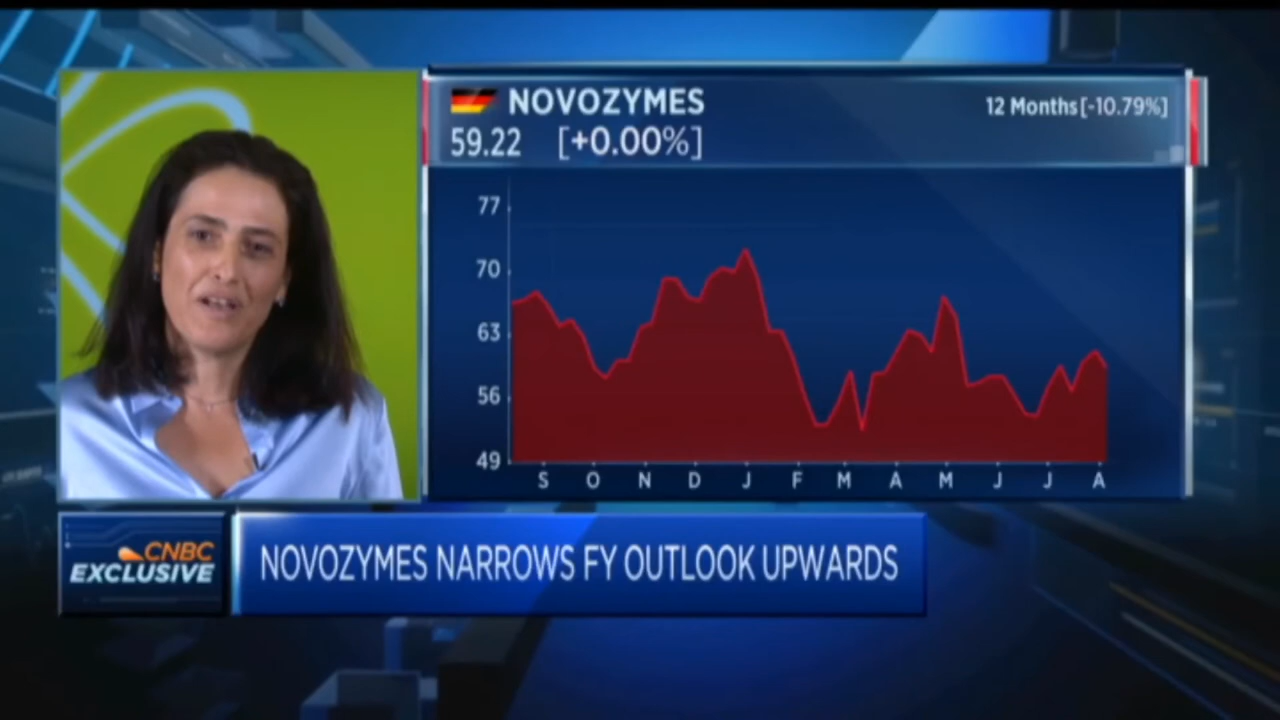 NOVOZYMES
12 Months[-10.79%]
59.22 [+0.00%]
77
70
63
56
49
S O N D J F M A M J J A
CNBC
EXCLUSIVE
NOVOZYMES NARROWS FY OUTLOOK UPWARDS